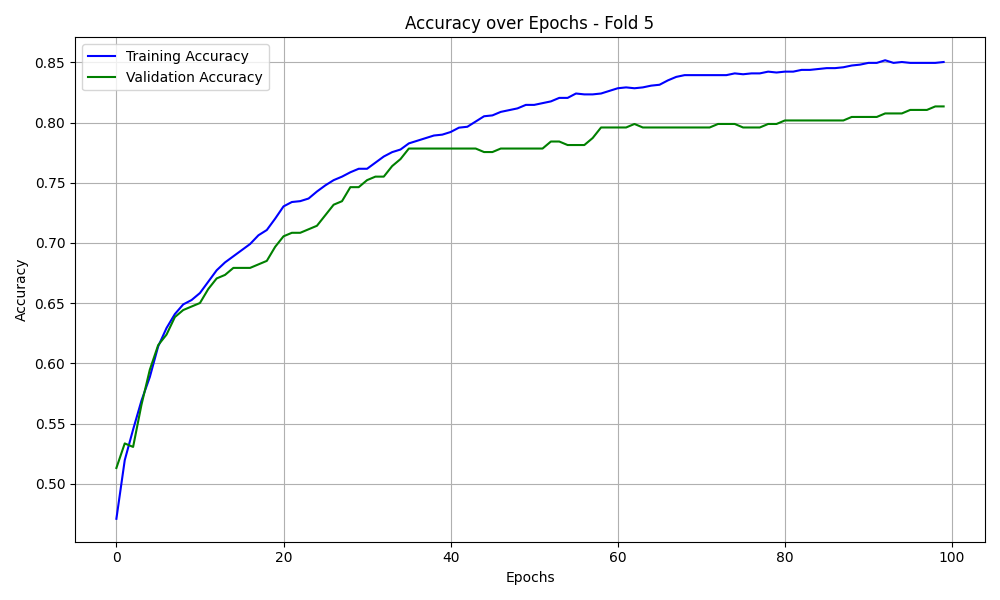 Accuracy over Epochs - Fold 5
Training Accuracy
Validation Accuracy
Accuracy
0.85
0.80
0.75
0.70
0.65
0.60
0.55
0.50
0 20 40 60 80 100
Epochs